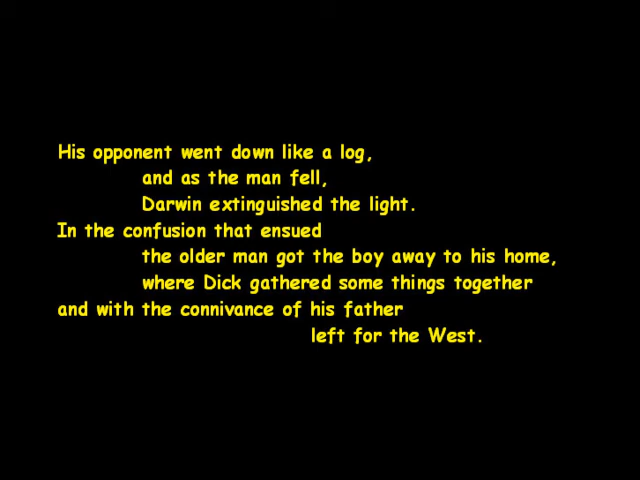 His opponent went down like a log,
and as the man fell,
Darwin extinguished the light.
In the confusion that ensued
the older man got the boy away to his home,
where Dick gathered some things together
and with the connivance of his father
left for the West.